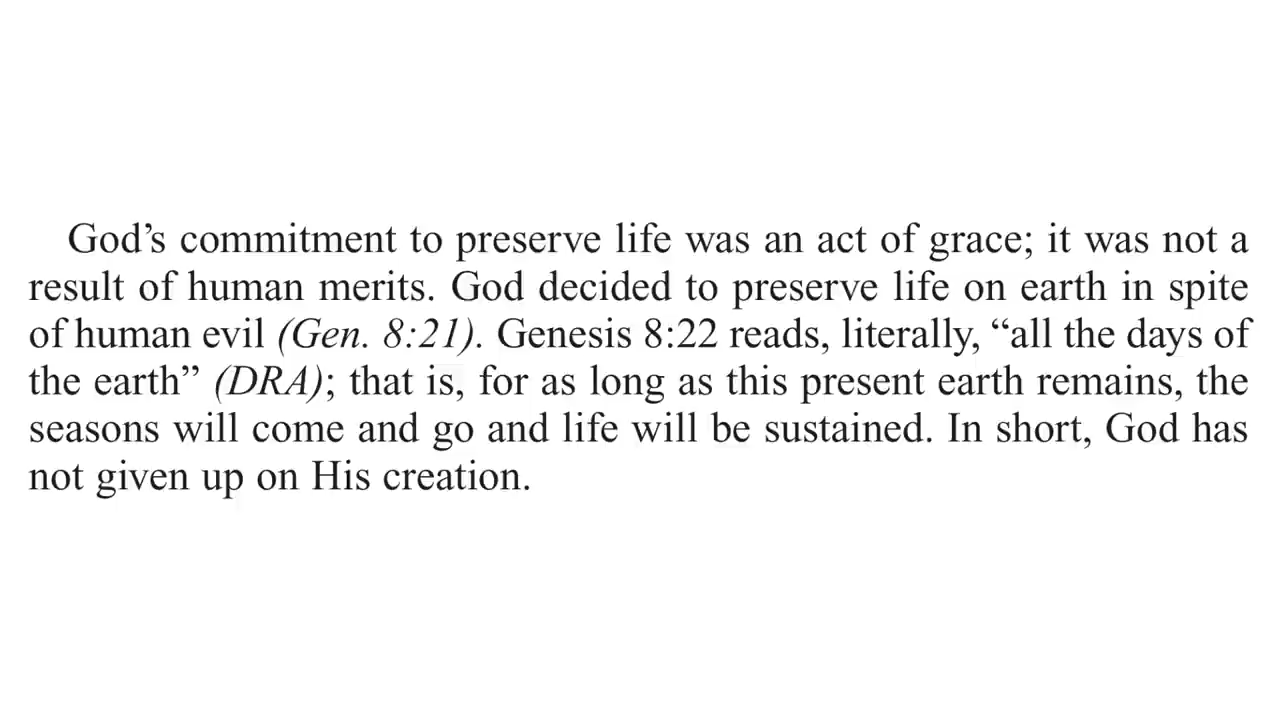 God’s commitment to preserve life was an act of grace; it was not a
result of human merits. God decided to preserve life on earth in spite
of human evil (Gen. 8:21). Genesis 8:22 reads, literally, “all the days of
the earth” (DRA); that is, for as long as this present earth remains, the
seasons will come and go and life will be sustained. In short, God has
not given up on His creation.